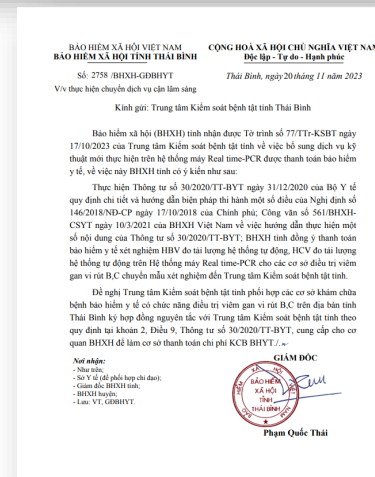 BẢO HIỂM XÃ HỘI VIỆT NAM
BẢO HIỂM XÃ HỘI TỈNH THÁI BÌNH
CỘNG HOÀ XÃ HỘI CHỦ NGHĨA VIỆT NAM
Độc lập - Tự do - Hạnh phúc
Số: 2758 /BHXH-GĐBHYT
Thái Bình, ngày 20 tháng 11 năm 2023
V/v thực hiện chuyển dịch vụ cận lâm sàng
Kính gửi: Trung tâm Kiểm soát bệnh tật tỉnh Thái Bình
Bảo hiểm xã hội (BHXH) tỉnh nhận được Tờ trình số 77/TTr-KSBT ngày
17/10/2023 của Trung tâm Kiểm soát bệnh tật tỉnh về việc bổ sung dịch vụ kỹ
thuật mới thực hiện trên hệ thống máy Real time-PCR được thanh toán bảo hiểm
y tế, về việc này BHXH tỉnh có ý kiến như sau:
Thực hiện Thông tư số 30/2020/TT-BYT ngày 31/12/2020 của Bộ Y tế
quy định chi tiết và hướng dẫn biện pháp thi hành một số điều của Nghị định số
146/2018/NĐ-CP ngày 17/10/2018 của Chính phủ; Công văn số 561/BHXH-
CSYT ngày 10/3/2021 của BHXH Việt Nam về việc hướng dẫn thực hiện một
số nội dung của Thông tư số 30/2020/TT-BYT; BHXH tỉnh đồng ý thanh toán
bảo hiểm y tế xét nghiệm HBV đo tải lượng hệ thống tự động, HCV đo tải lượng
hệ thống tự động trên Hệ thống máy Real time-PCR cho các cơ sở điều trị viêm
gan vi rút B,C chuyển mẫu xét nghiệm đến Trung tâm Kiểm soát bệnh tật tỉnh.
Đề nghị Trung tâm Kiểm soát bệnh tật tỉnh phối hợp các cơ sở khám chữa
bệnh bảo hiểm y tế có chức năng điều trị viêm gan vi rút B,C trên địa bàn tỉnh
Thái Bình ký hợp đồng nguyên tắc với Trung tâm Kiểm soát bệnh tật tỉnh theo
quy định tại khoản 2, Điều 9, Thông tư số 30/2020/TT-BYT, cung cấp cho cơ
quan BHXH để làm cơ sở thanh toán chi phí KCB BHYT./.
Nơi nhận:
- Như trên;
- Sở Y tế (để phối hợp chỉ đạo);
- Giám đốc BHXH tỉnh;
- BHXH huyện;
- Lưu: VT, GĐBHYT.
GIÁM ĐỐC
BẢO HIỂM
XÃ HỘI
TỈNH
THÁI BÌNH
Phạm Quốc Thái